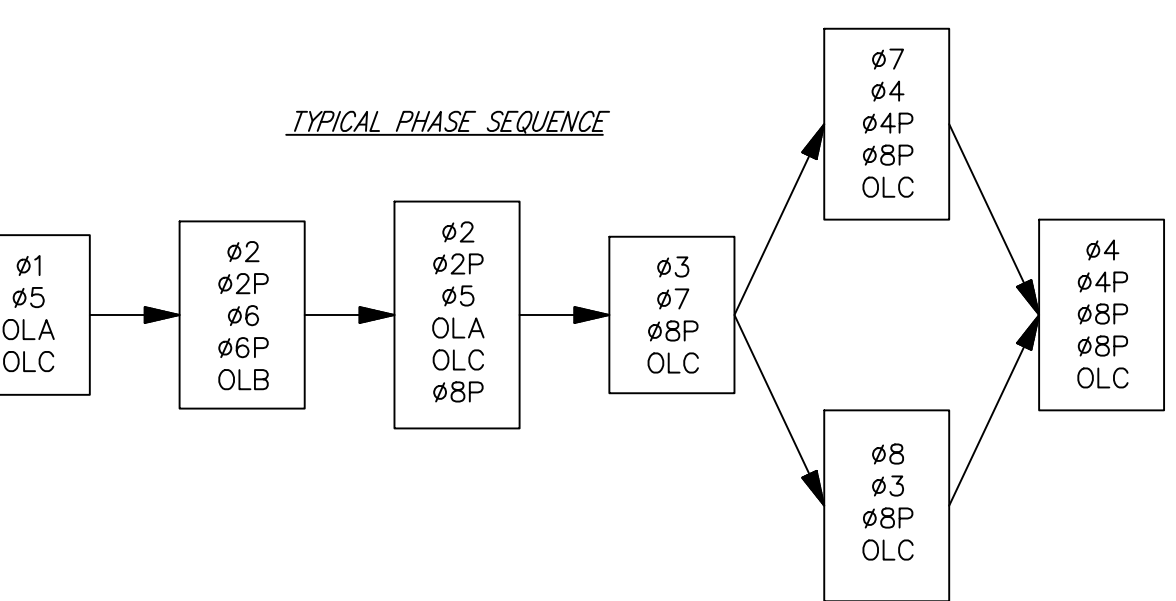 TYPICAL PHASE SEQUENCE
ø1
ø5
OLA
OLC
ø2
ø2P
ø6
ø6P
OLB
ø2
ø2P
ø5
OLA
OLC
ø8P
ø3
ø7
ø8P
OLC
ø7
ø4
ø4P
ø8P
OLC
ø8
ø3
ø8P
OLC
ø4
ø4P
ø8P
ø8P
OLC